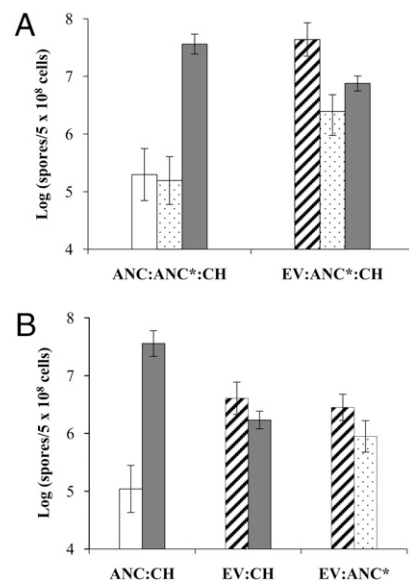 A
Log (spores/5 x 10⁸ cells)
8
7
6
5
4
ANC:ANC*:CH EV:ANC*:CH
B
Log (spores/5 x 10⁸ cells)
8
7
6
5
4
ANC:CH EV:CH EV:ANC*